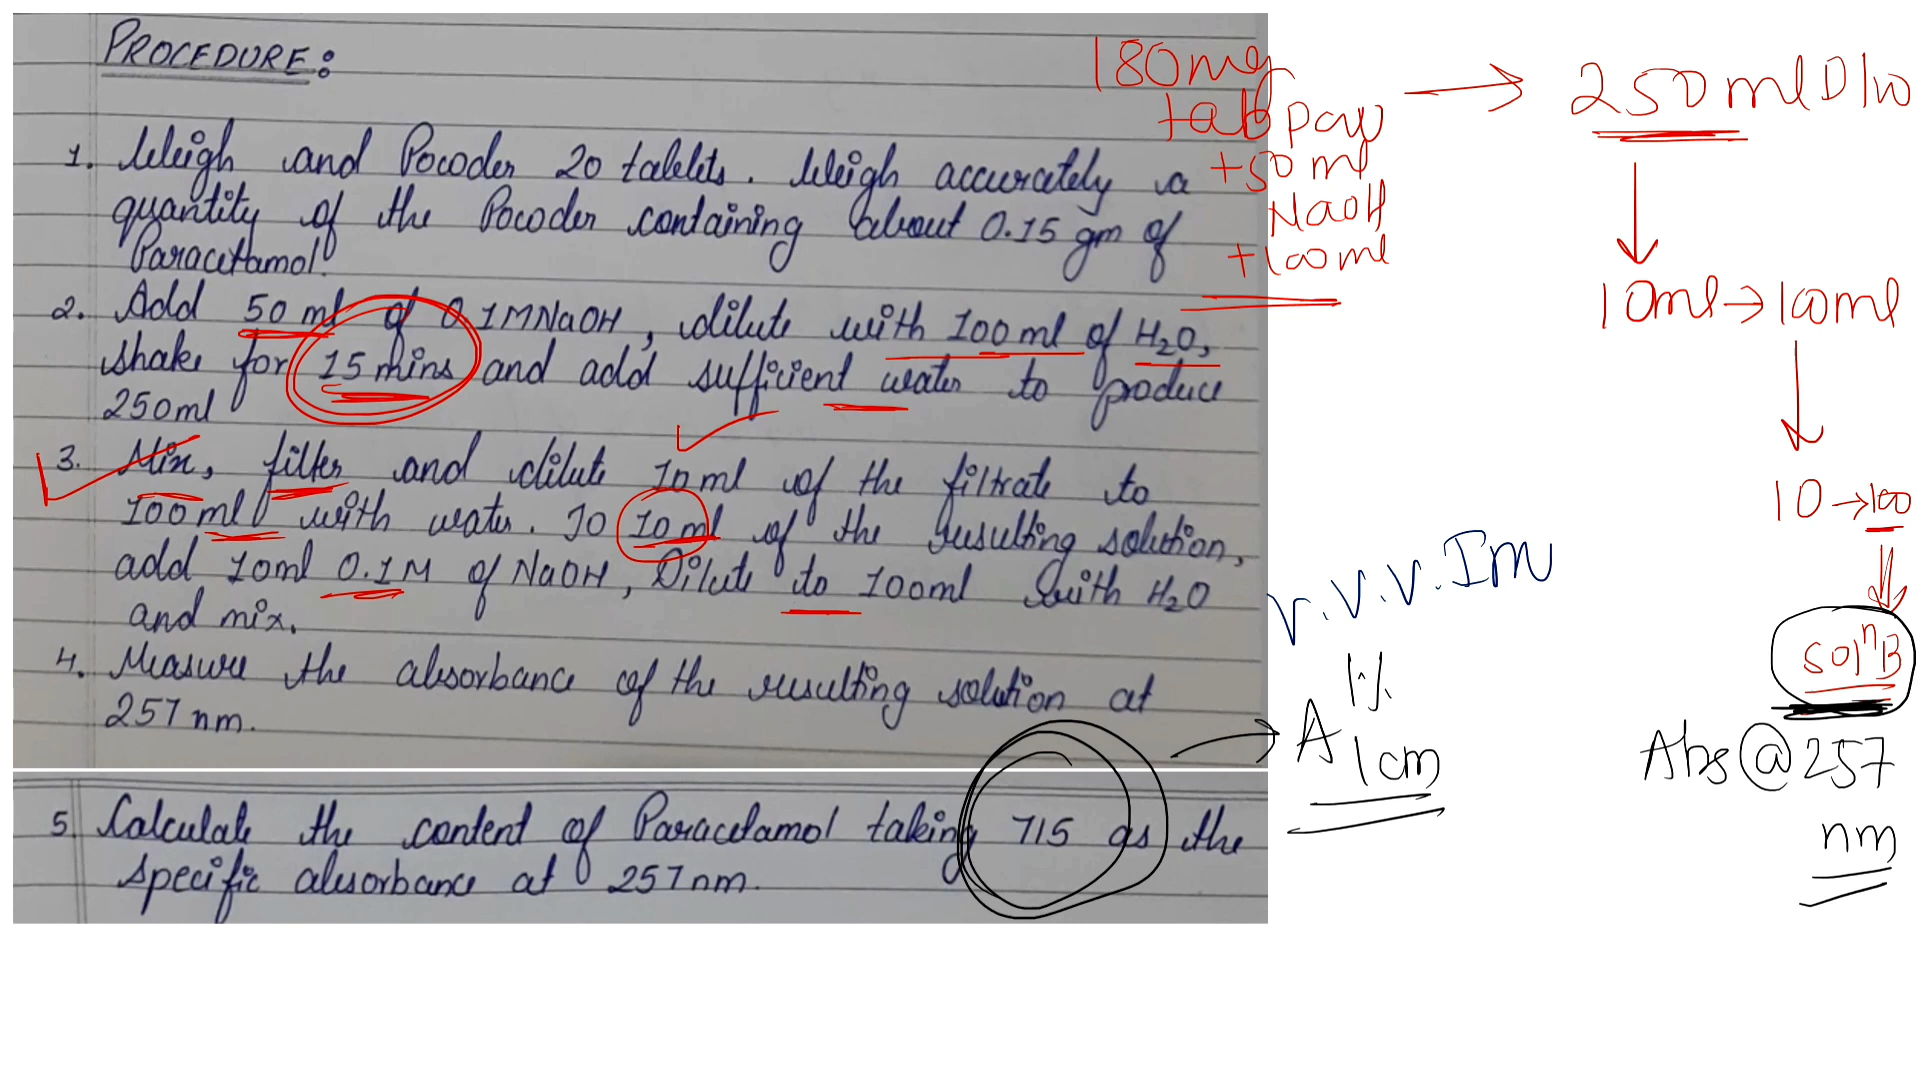 PROCEDURE:
1. Weigh and Powder 20 tablets. Weigh accurately a
quantity of the Powder containing about 0.15 gm of
Paracetamol.
2. Add 50 ml of 0.1M NaOH, dilute with 100 ml of H₂O,
shake for 15 mins and add sufficient water to produce
250ml
3. Mix, filter and dilute 10 ml of the filtrate to
100 ml with water. To 10 ml of the resulting solution,
add 10ml 0.1M of NaOH, Dilute to 100ml with H₂O
and mix.
4. Measure the absorbance of the resulting solution at
257 nm.
5. Calculate the content of Paracetamol taking 715 as the
specific absorbance at 257nm.
180mg
tab pow
+50 ml
NaOH
+100ml
→ 250ml D/w
10ml → 100ml
10 → 100
solⁿ B
Abs @ 257
nm
V.V.V. Im
A 1%
1cm